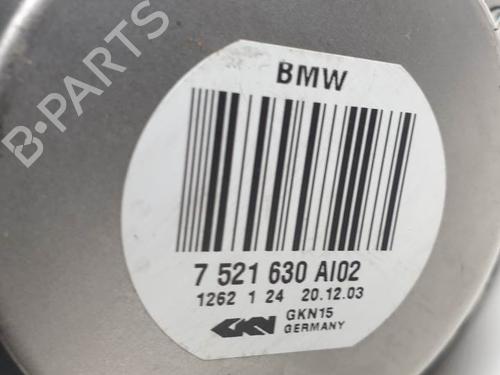 BMW
7 521 630 AI02
1262 1 24 20.12.03
GKN GKN15
GERMANY
B-PARTS